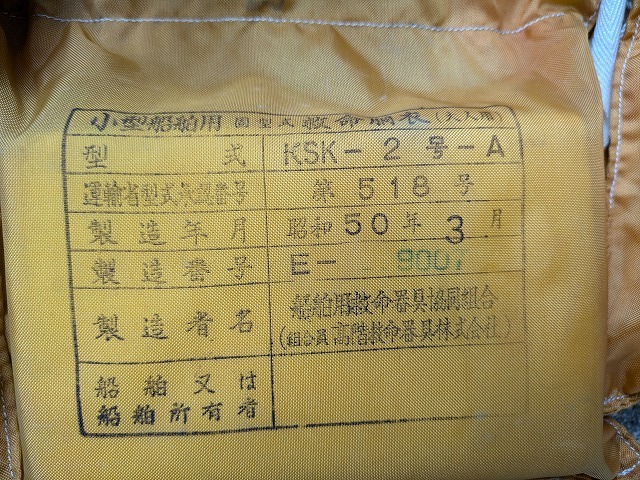 小型船舶用固型式救命胴衣(大人用)
型式 KSK-2号-A
運輸省型式承認番号 第518号
製造年月 昭和50年3月
製造番号 E- 9007
製造者名 船舶用救命器具協同組合
(組合員 高階救命器具株式会社)
船舶又は
船舶所有者